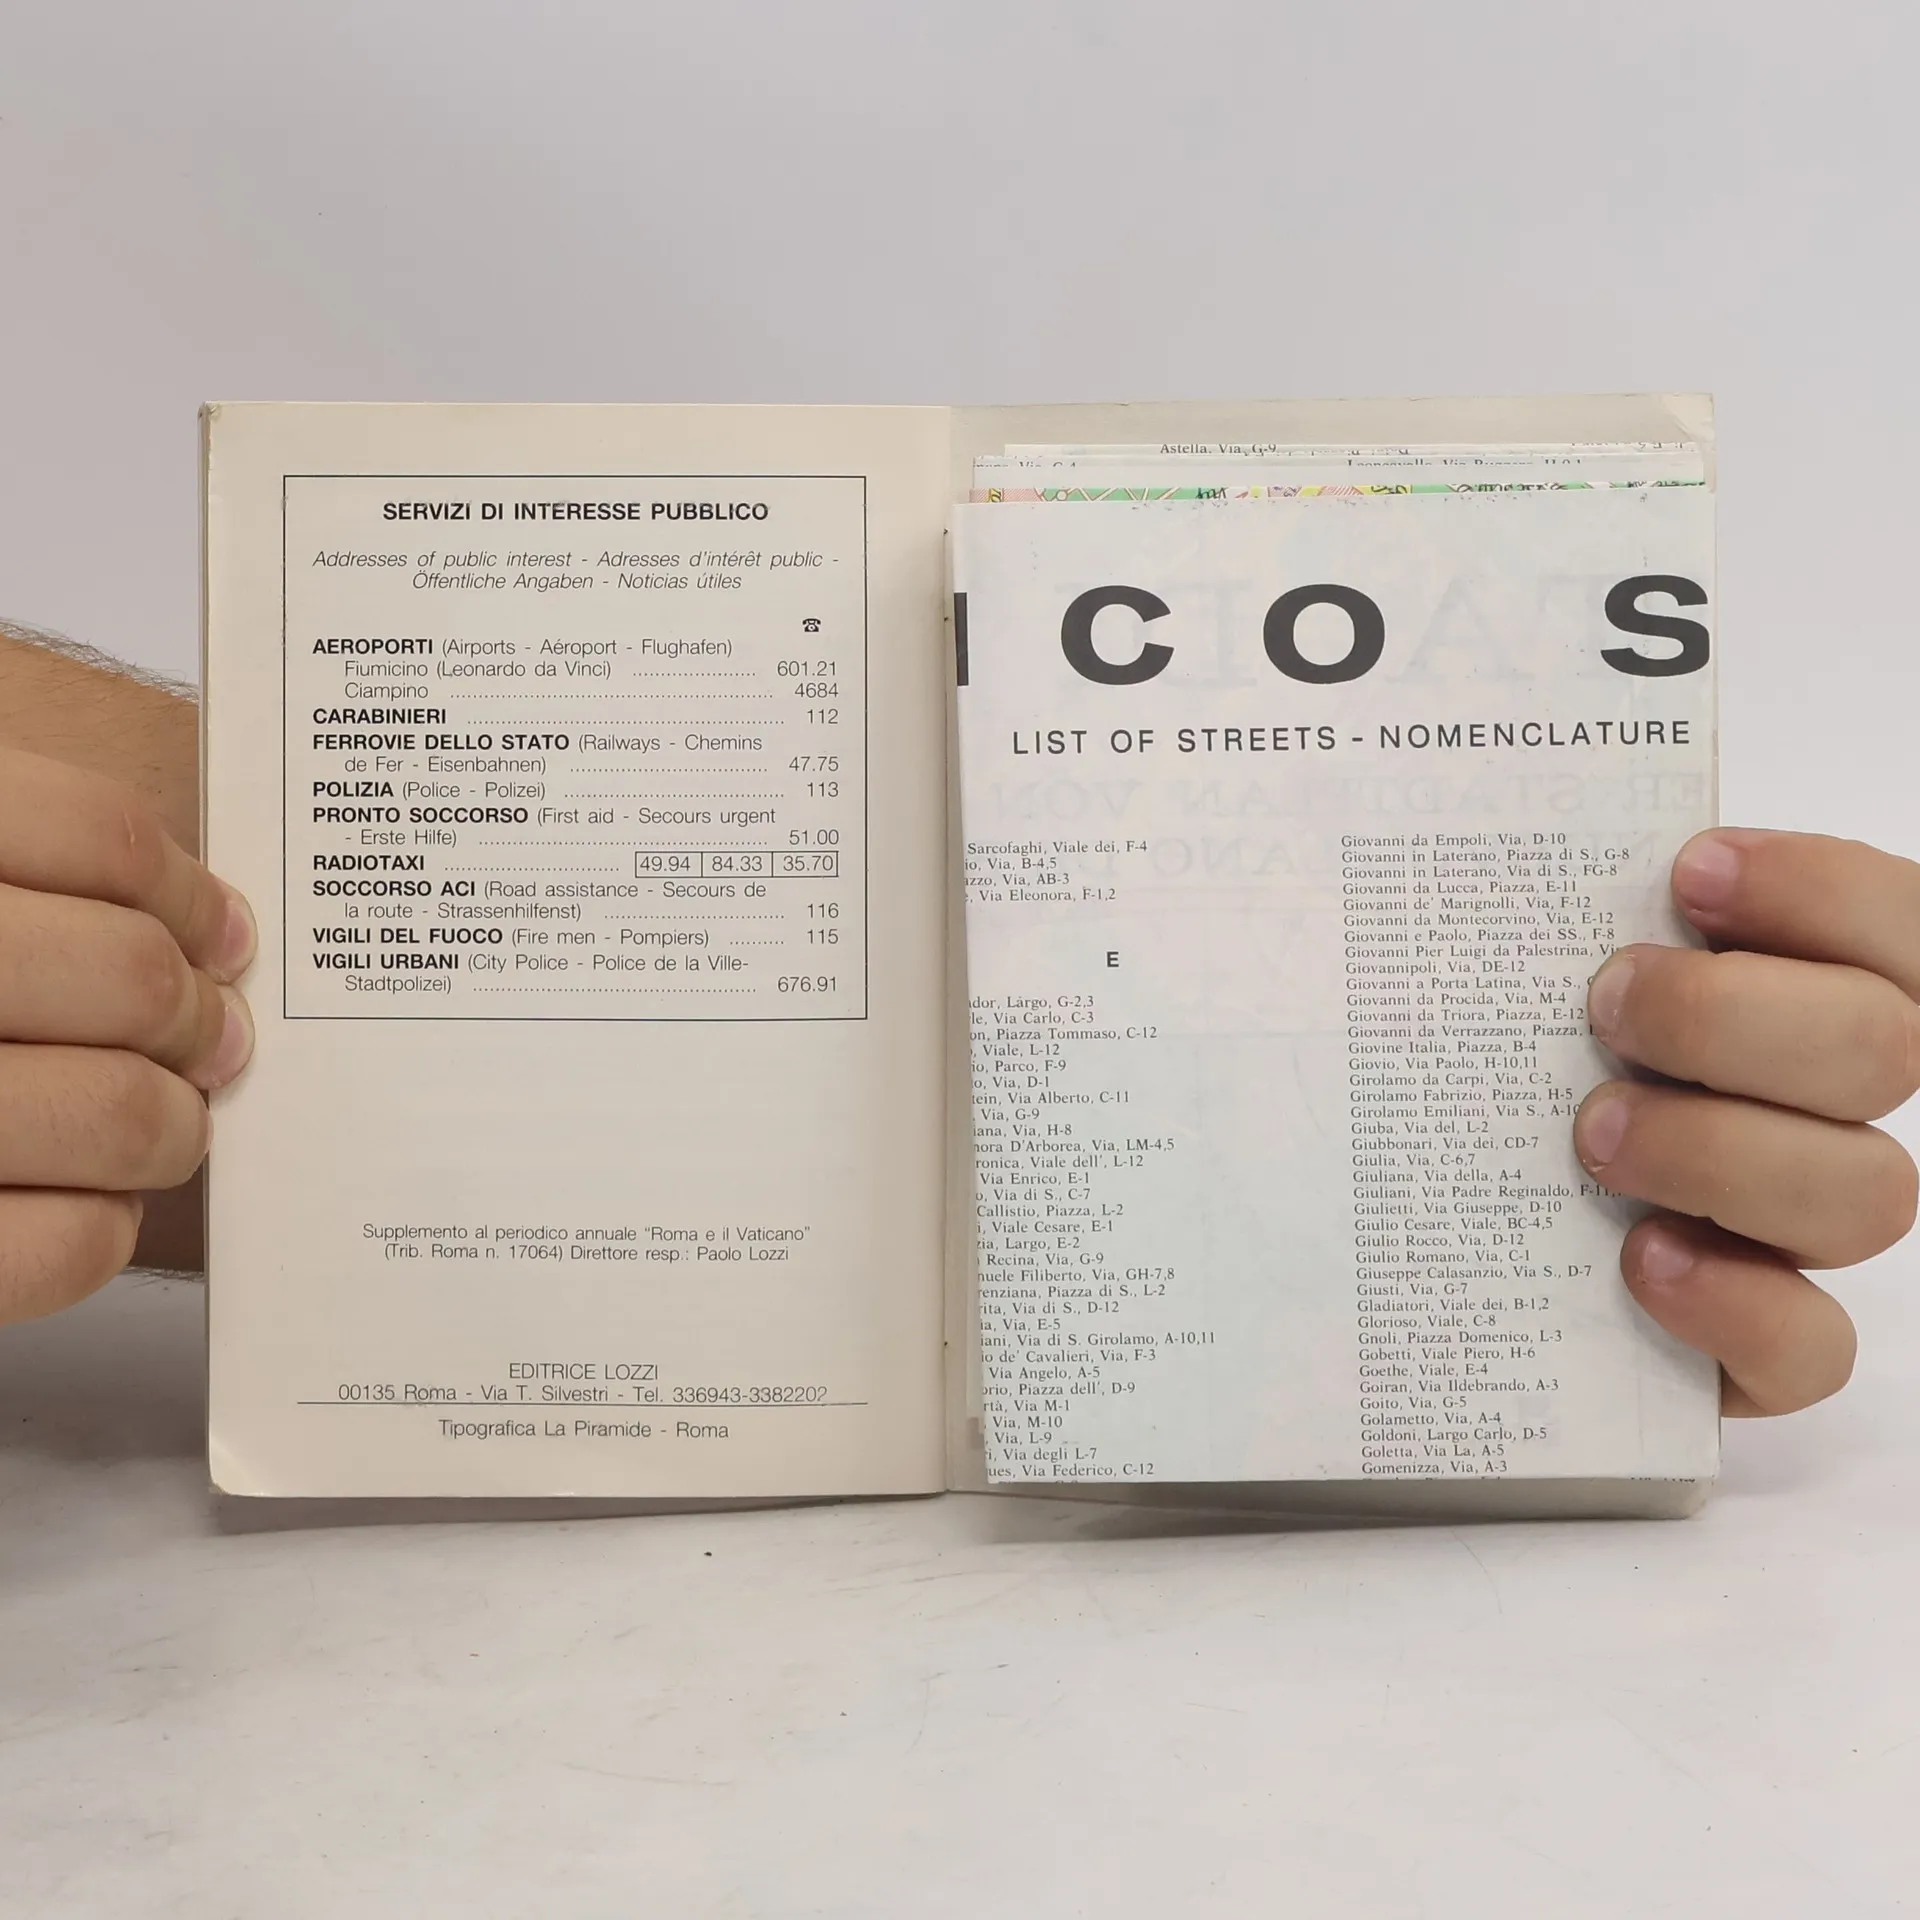 SERVIZI DI INTERESSE PUBBLICO
Addresses of public interest - Adresses d'intérêt public -
Öffentliche Angaben - Noticias útiles
☎
AEROPORTI (Airports - Aéroport - Flughafen)
Fiumicino (Leonardo da Vinci) .................... 601.21
Ciampino .................... 4684
CARABINIERI .................... 112
FERROVIE DELLO STATO (Railways - Chemins
de Fer - Eisenbahnen) .................... 47.75
POLIZIA (Police - Polizei) .................... 113
PRONTO SOCCORSO (First aid - Secours urgent
- Erste Hilfe) .................... 51.00
RADIOTAXI .................... 49.94 84.33 35.70
SOCCORSO ACI (Road assistance - Secours de
la route - Strassenhilfenst) .................... 116
VIGILI DEL FUOCO (Fire men - Pompiers) .......... 115
VIGILI URBANI (City Police - Police de la Ville-
Stadtpolizei) .................... 676.91
Supplemento al periodico annuale "Roma e il Vaticano"
(Trib. Roma n. 17064) Direttore resp.: Paolo Lozzi
EDITRICE LOZZI
00135 Roma - Via T. Silvestri - Tel. 336943-3382202
Tipografica La Piramide - Roma
Astella, Via, G-9
CO S
LIST OF STREETS - NOMENCLATURE
Sarcofaghi, Viale dei, F-4
Via, B-4,5
Via, AB-3
Via Eleonora, F-1,2
E
Largo, G-2,3
Via Carlo, C-3
Piazza Tommaso, C-12
Viale, L-12
Parco, F-9
Via, D-1
Via Alberto, C-11
Via, G-9
Via, H-8
D'Arborea, Via, LM-4,5
Viale dell', L-12
Via Enrico, E-1
Via di S., C-7
Callistio, Piazza, L-2
Viale Cesare, E-1
Largo, E-2
Recina, Via, G-9
Filiberto, Via, GH-7,8
Piazza di S., L-2
Via di S., D-12
Via, E-5
Via di S. Girolamo, A-10,11
de' Cavalieri, Via, F-3
Via Angelo, A-5
Piazza dell', D-9
Via M-1
Via, M-10
Via, L-9
Via degli L-7
Via Federico, C-12
Giovanni da Empoli, Via, D-10
Giovanni in Laterano, Piazza di S., G-8
Giovanni in Laterano, Via di S., FG-8
Giovanni da Lucca, Piazza, E-11
Giovanni de' Marignolli, Via, F-12
Giovanni da Montecorvino, Via, E-12
Giovanni e Paolo, Piazza dei SS., F-8
Giovanni Pier Luigi da Palestrina,
Giovannipoli, Via, DE-12
Giovanni a Porta Latina, Via S.,
Giovanni da Procida, Via, M-4
Giovanni da Triora, Piazza, E-12
Giovanni da Verrazzano, Piazza,
Giovine Italia, Piazza, B-4
Giovio, Via Paolo, H-10,11
Girolamo da Carpi, Via, C-2
Girolamo Fabrizio, Piazza, H-5
Girolamo Emiliani, Via S.,
Giuba, Via del, L-2
Giubbonari, Via dei, CD-7
Giulia, Via, C-6,7
Giuliana, Via della, A-4
Giuliani, Via Padre Reginaldo,
Giulietti, Via Giuseppe, D-10
Giulio Cesare, Viale, BC-4,5
Giulio Rocco, Via, D-12
Giulio Romano, Via, C-1
Giuseppe Calasanzio, Via S., D-7
Giusti, Via, G-7
Gladiatori, Viale dei, B-1,2
Glorioso, Viale, C-8
Gnoli, Piazza Domenico, L-3
Gobetti, Viale Piero, H-6
Goethe, Viale, E-4
Goiran, Via Ildebrando, A-3
Goito, Via, G-5
Golametto, Via, A-4
Goldoni, Largo Carlo, D-5
Goletta, Via La, A-5
Gomenizza, Via, A-3